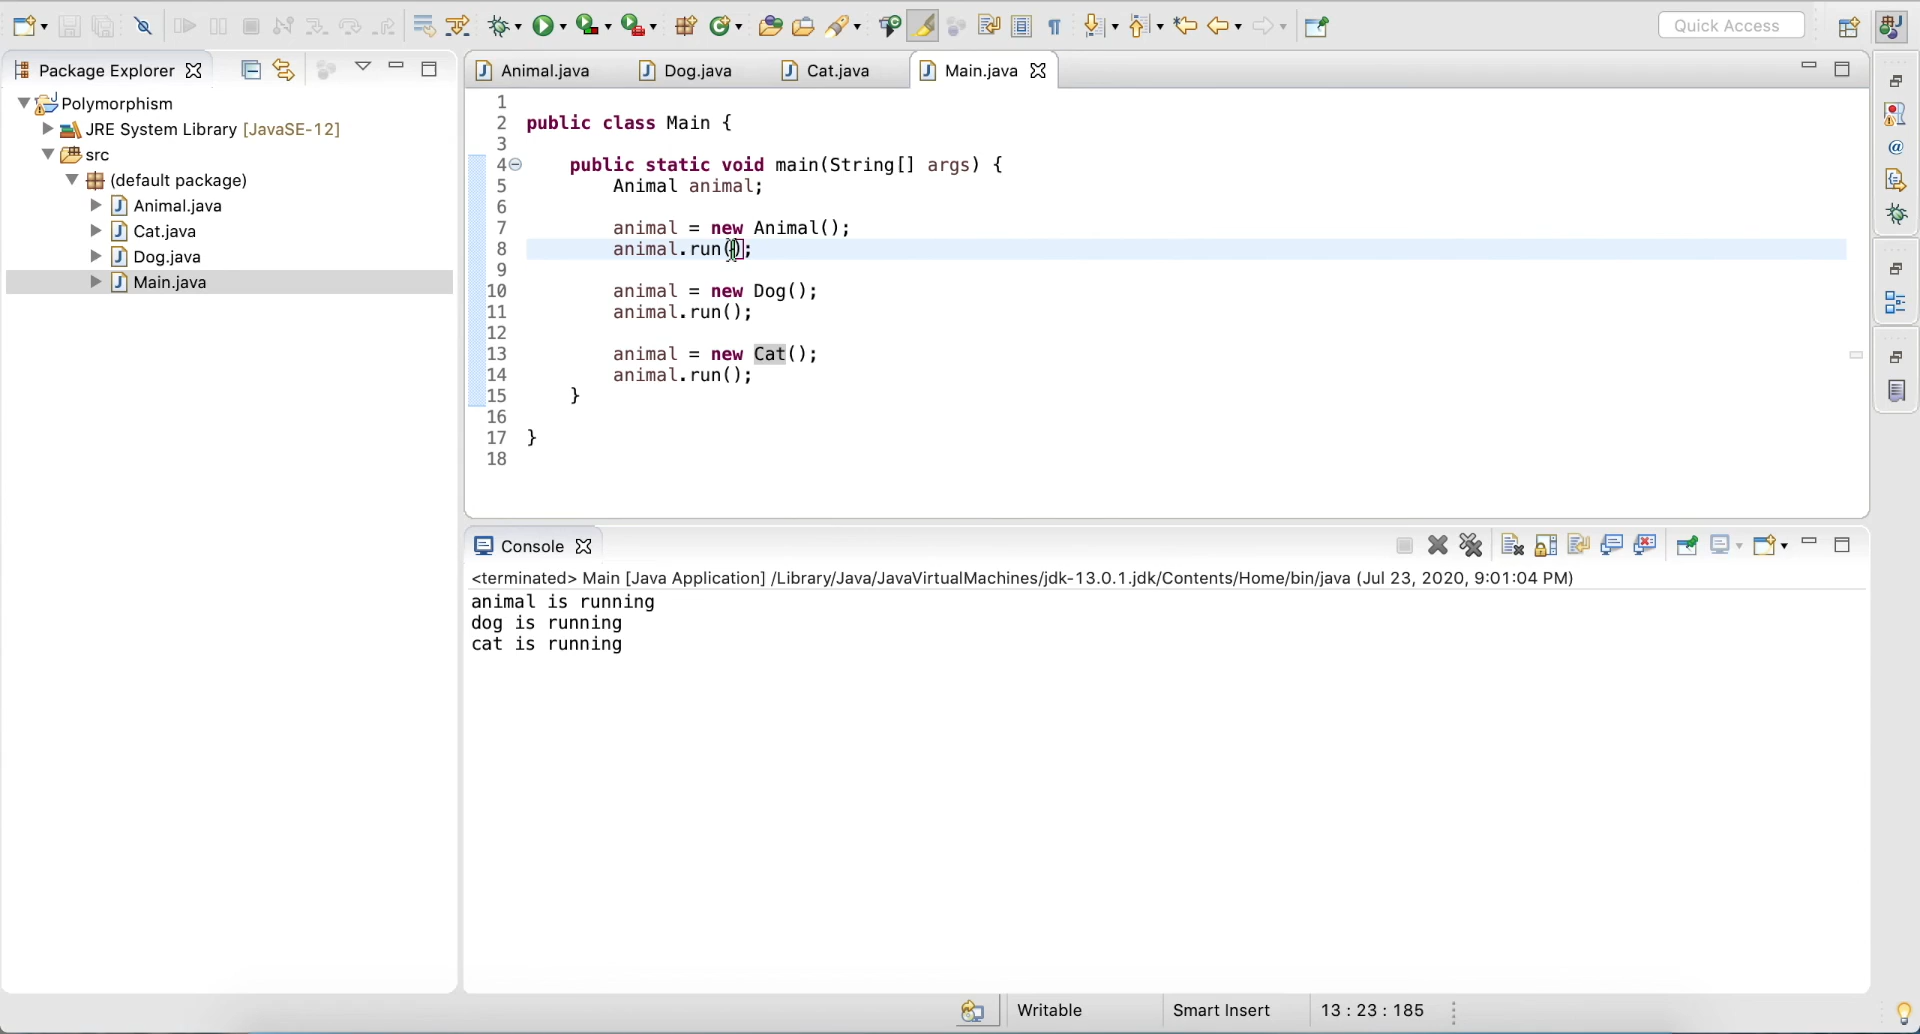 Quick Access
Package Explorer
Polymorphism
JRE System Library [JavaSE-12]
src
(default package)
Animal.java
Cat.java
Dog.java
Main.java
Animal.java Dog.java Cat.java Main.java
1
2 public class Main {
3
4 public static void main(String[] args) {
5 Animal animal;
6
7 animal = new Animal();
8 animal.run();
9
10 animal = new Dog();
11 animal.run();
12
13 animal = new Cat();
14 animal.run();
15 }
16
17 }
18
Console
<terminated> Main [Java Application] /Library/Java/JavaVirtualMachines/jdk-13.0.1.jdk/Contents/Home/bin/java (Jul 23, 2020, 9:01:04 PM)
animal is running
dog is running
cat is running
Writable Smart Insert 13 : 23 : 185